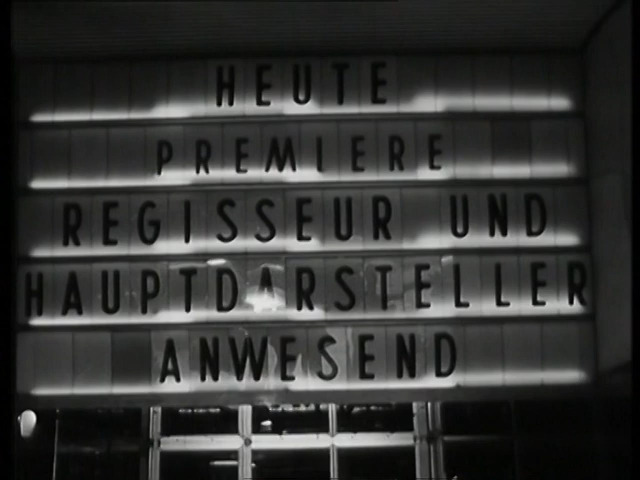 HEUTE
PREMIERE
REGISSEUR UND
HAUPTDARSTELLER
ANWESEND